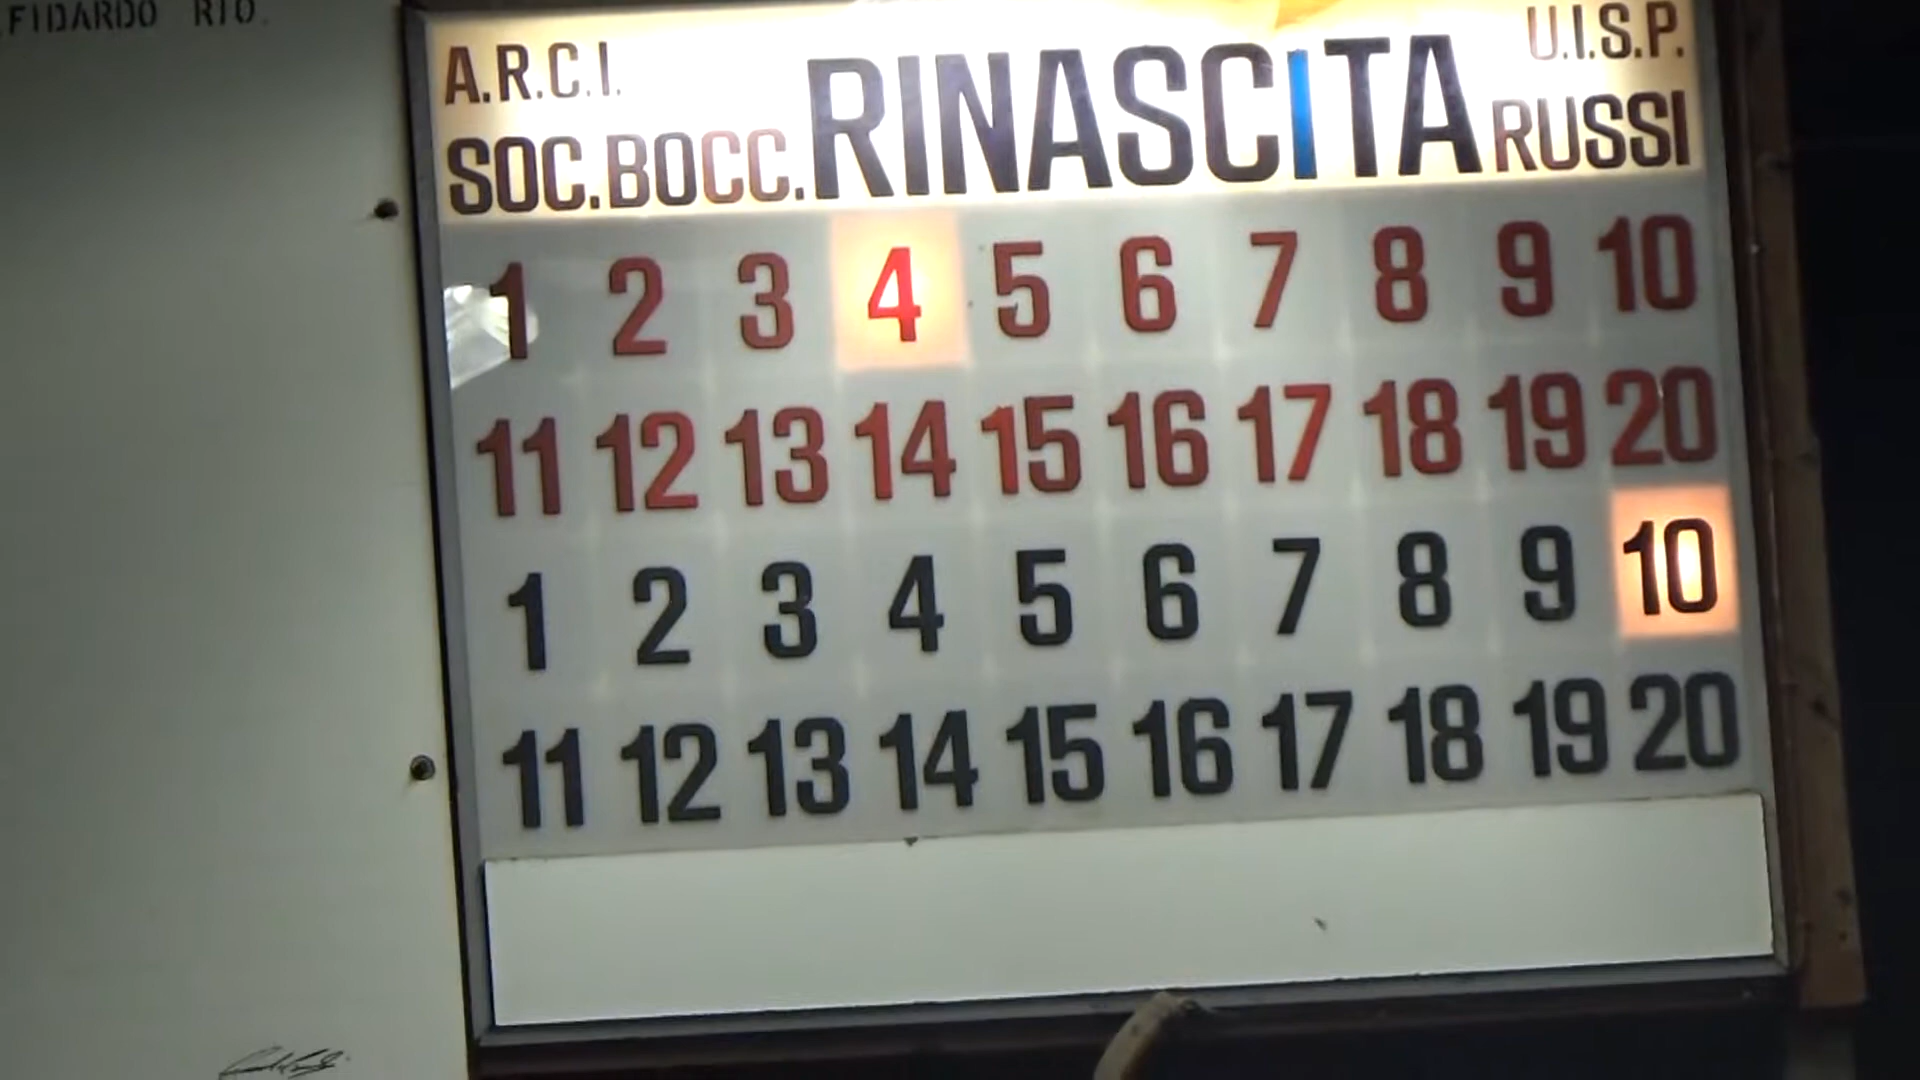 FIDARDO RIO.
A.R.C.I.
U.I.S.P.
SOC.BOCC.RINASCITA RUSSI
1 2 3 4 5 6 7 8 9 10
11 12 13 14 15 16 17 18 19 20
1 2 3 4 5 6 7 8 9 10
11 12 13 14 15 16 17 18 19 20